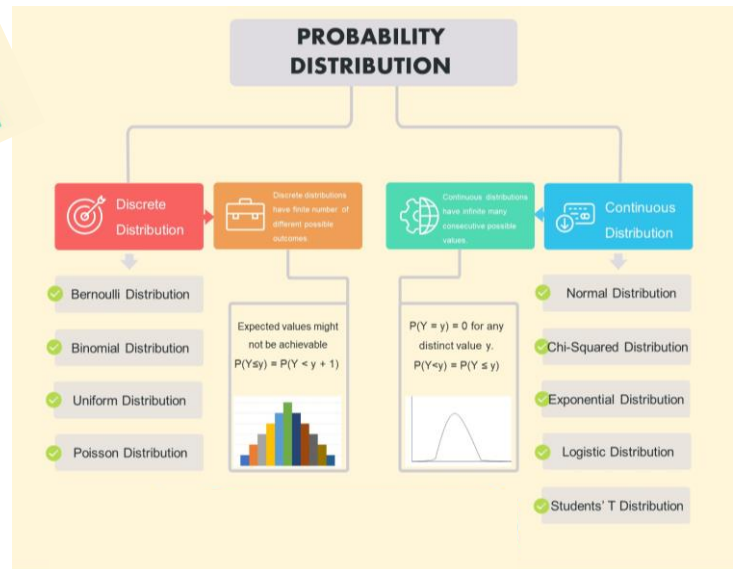 PROBABILITY
DISTRIBUTION
Discrete
Distribution
Discrete distributions
have finite number of
different possible
outcomes.
Continuous distributions
have infinite many
consecutive possible
values.
Continuous
Distribution
Bernoulli Distribution
Binomial Distribution
Uniform Distribution
Poisson Distribution
Expected values might
not be achievable
P(Y≤y) = P(Y < y + 1)
P(Y = y) = 0 for any
distinct value y.
P(Y<y) = P(Y ≤ y)
Normal Distribution
Chi-Squared Distribution
Exponential Distribution
Logistic Distribution
Students' T Distribution